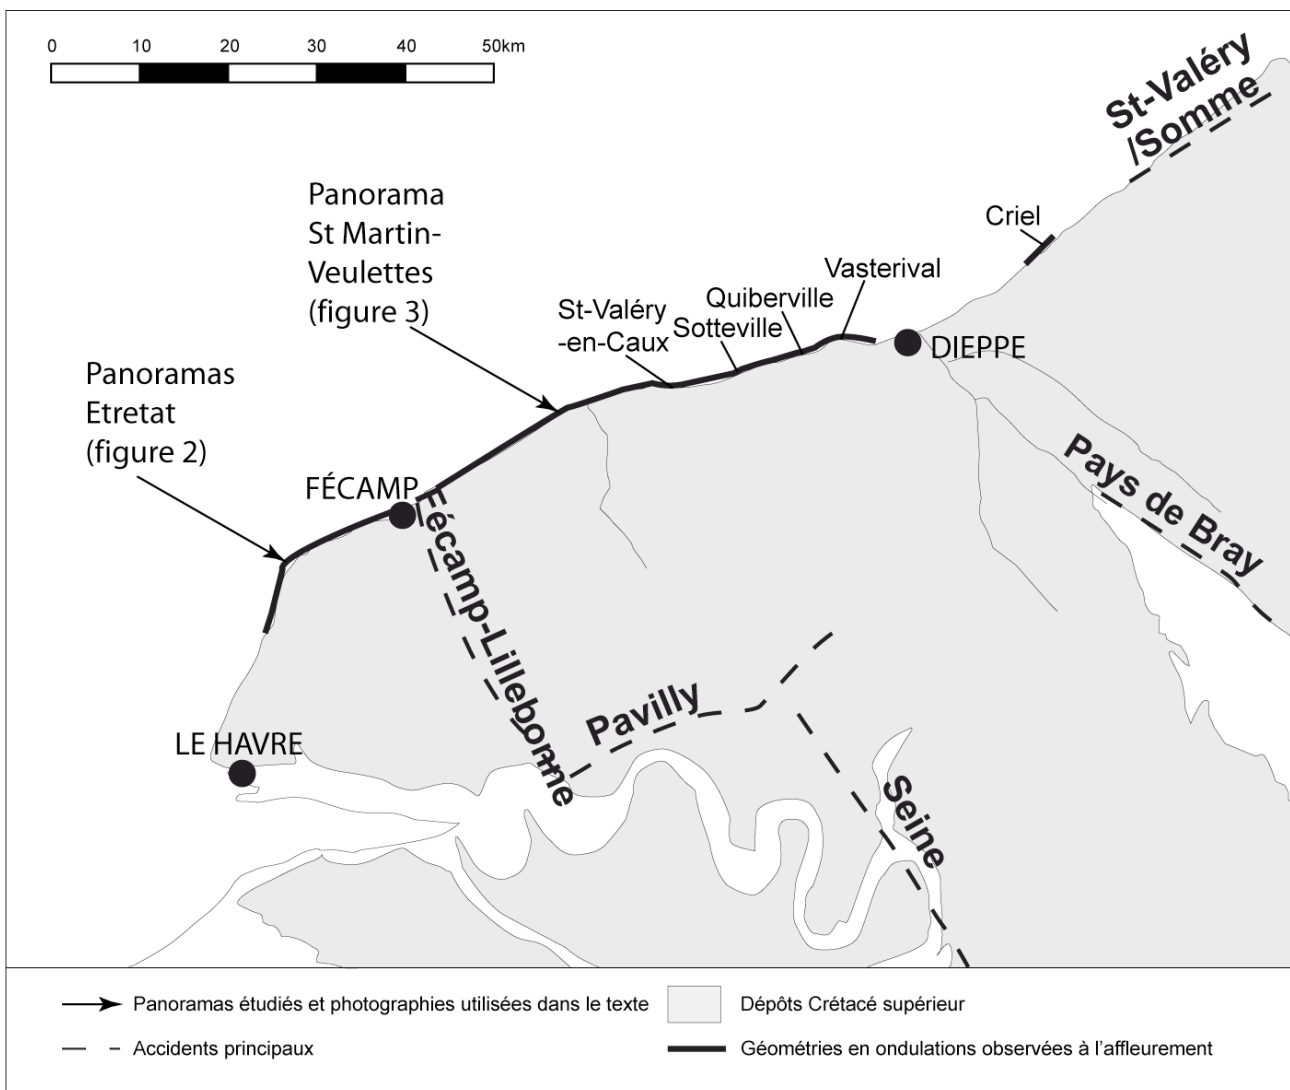 0 10 20 30 40 50km
St-Valéry
/Somme
Panorama
St Martin-
Veulettes
(figure 3)
Criel
Vasterival
Quiberville
St-Valéry
-en-Caux
Sotteville
DIEPPE
Panoramas
Etretat
(figure 2)
FÉCAMP
Pays de Bray
Fécamp-Lillebonne
Pavilly
LE HAVRE
Seine
Panoramas étudiés et photographies utilisées dans le texte
Dépôts Crétacé supérieur
Accidents principaux
Géométries en ondulations observées à l'affleurement